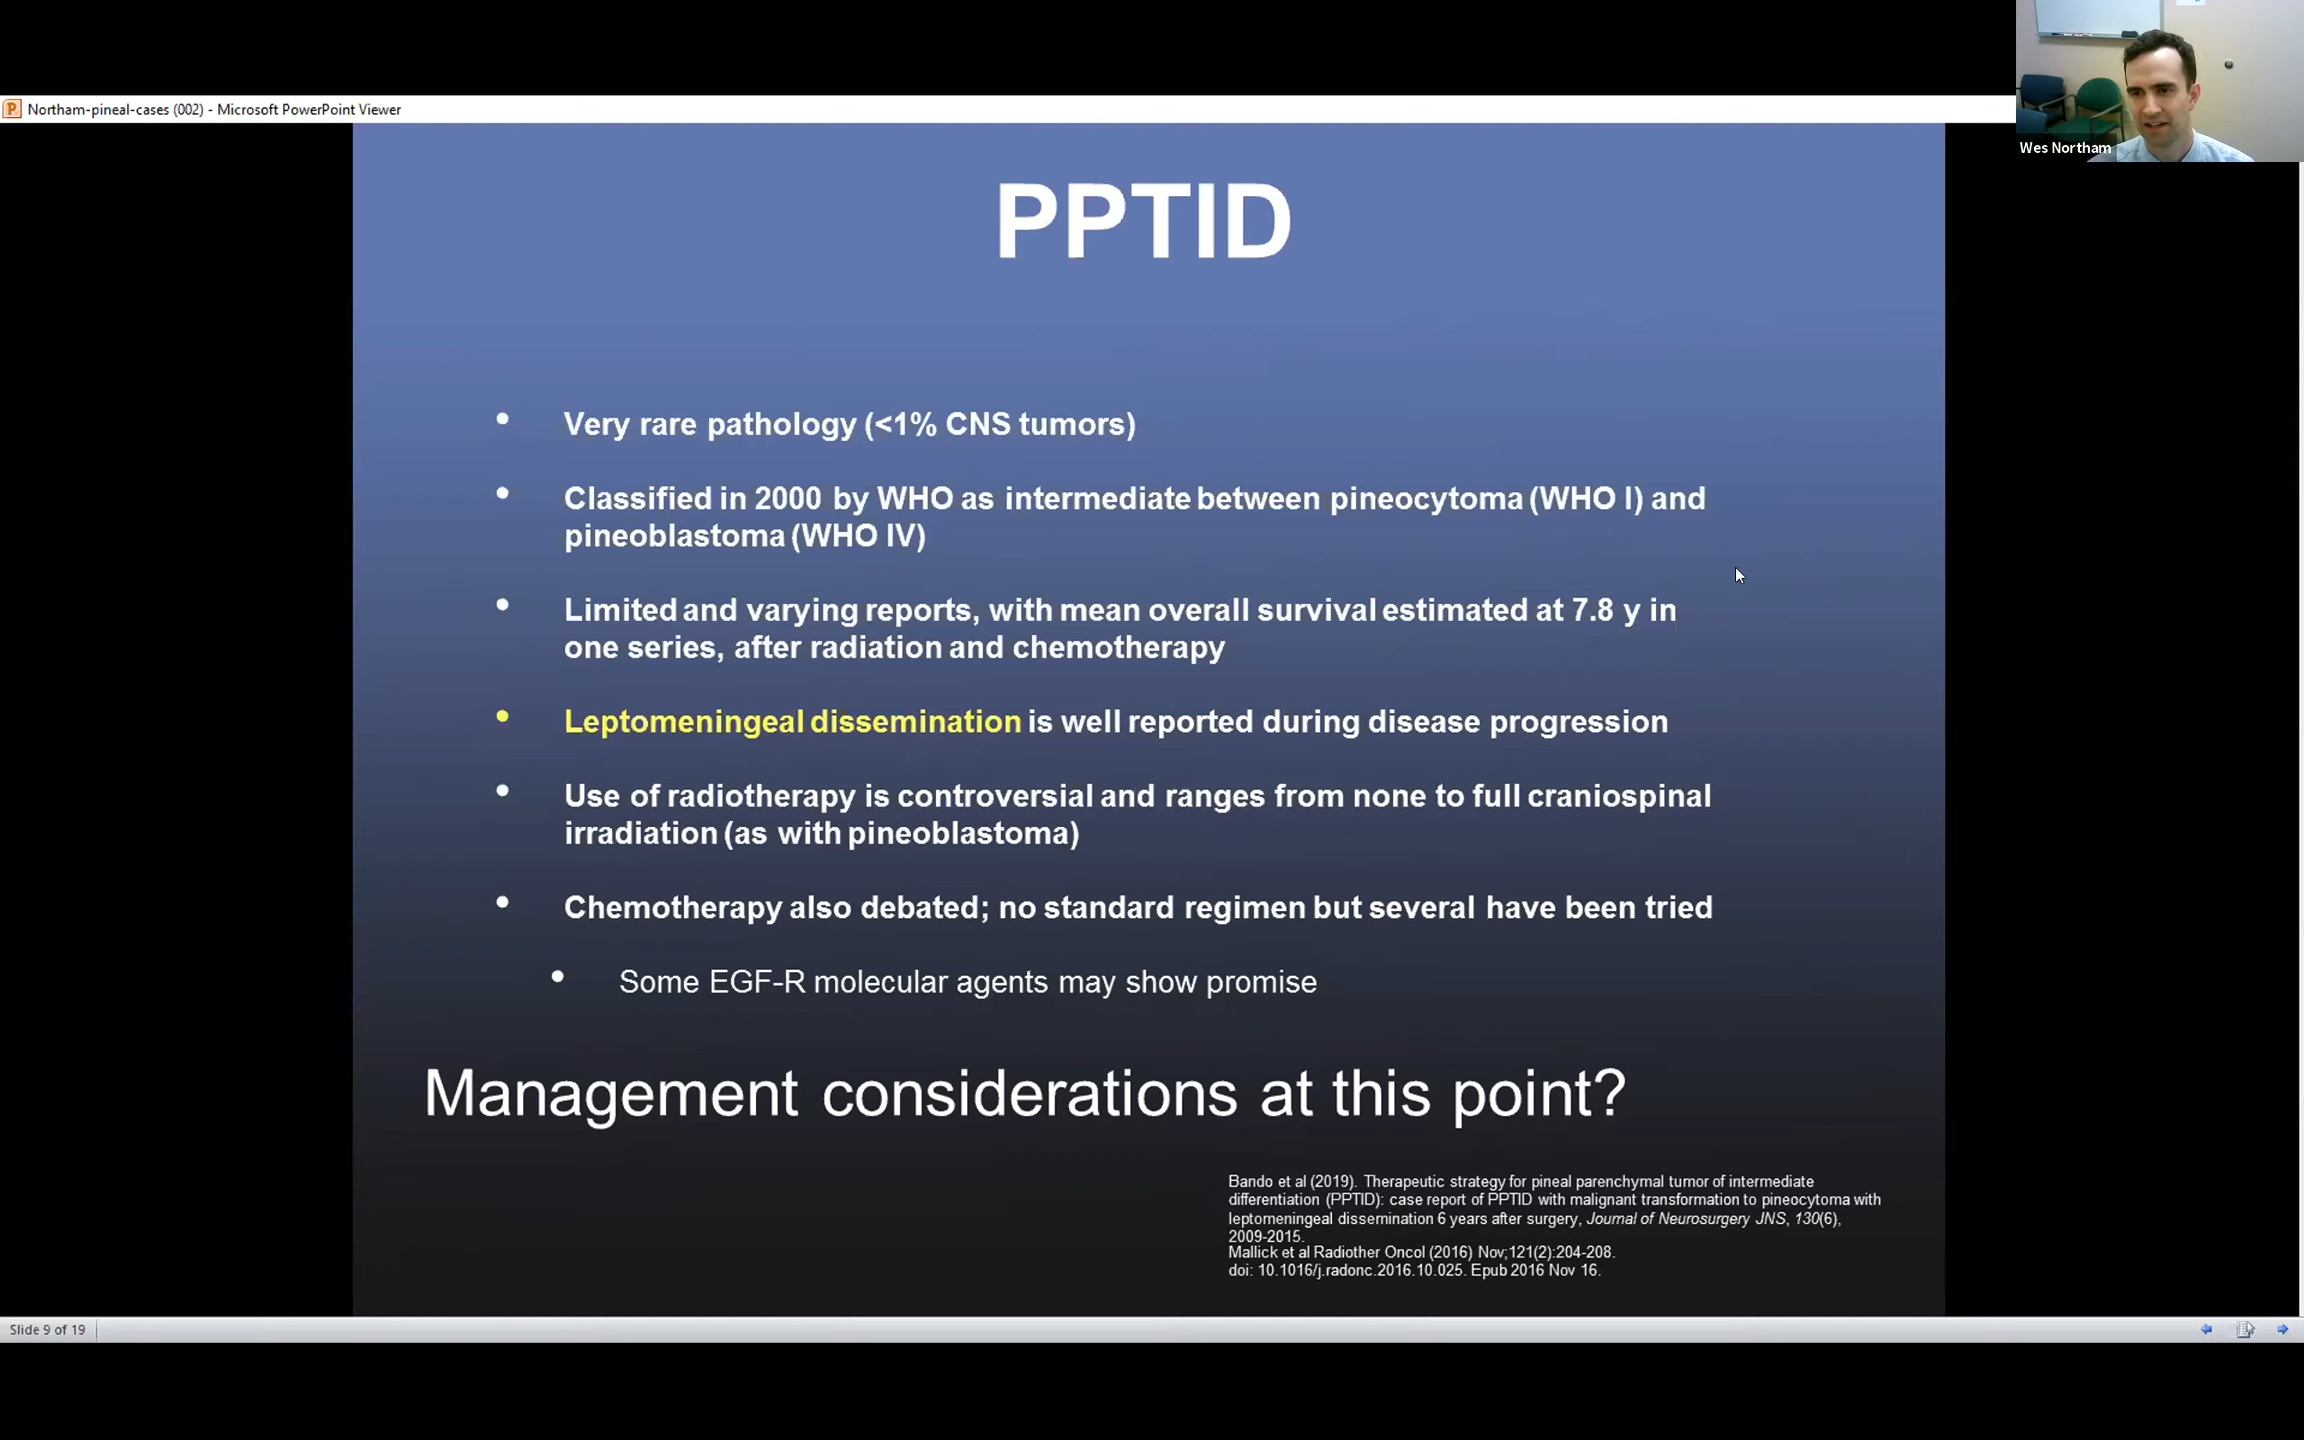 Northam-pineal-cases (002) - Microsoft PowerPoint Viewer
Wes Northam
PPTID
• Very rare pathology (<1% CNS tumors)
• Classified in 2000 by WHO as intermediate between pineocytoma (WHO I) and
pineoblastoma (WHO IV)
• Limited and varying reports, with mean overall survival estimated at 7.8 y in
one series, after radiation and chemotherapy
• Leptomeningeal dissemination is well reported during disease progression
• Use of radiotherapy is controversial and ranges from none to full craniospinal
irradiation (as with pineoblastoma)
• Chemotherapy also debated; no standard regimen but several have been tried
• Some EGF-R molecular agents may show promise
Management considerations at this point?
Bando et al (2019). Therapeutic strategy for pineal parenchymal tumor of intermediate
differentiation (PPTID): case report of PPTID with malignant transformation to pineocytoma with
leptomeningeal dissemination 6 years after surgery, Journal of Neurosurgery JNS, 130(6),
2009-2015.
Mallick et al Radiother Oncol (2016) Nov;121(2):204-208.
doi: 10.1016/j.radonc.2016.10.025. Epub 2016 Nov 16.
Slide 9 of 19